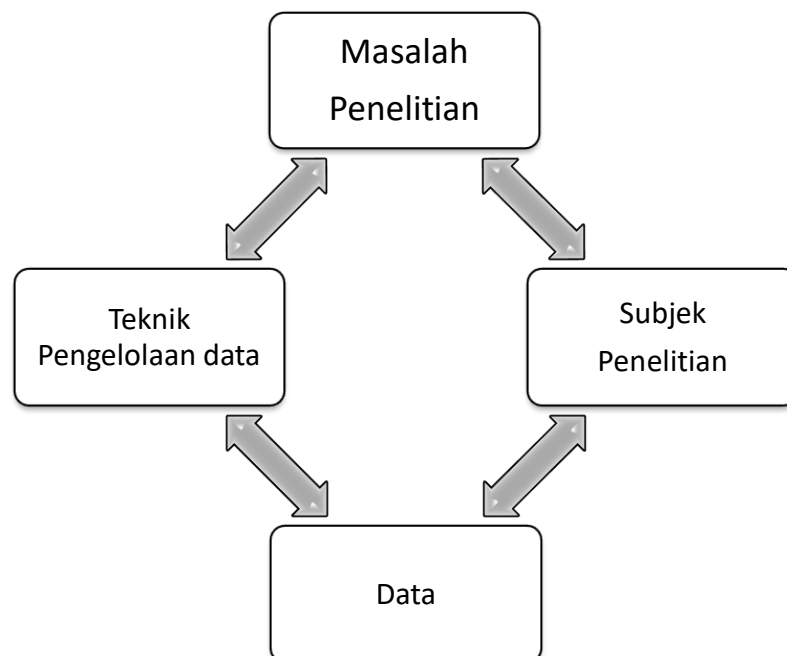 Masalah
Penelitian
Teknik
Pengelolaan data
Subjek
Penelitian
Data